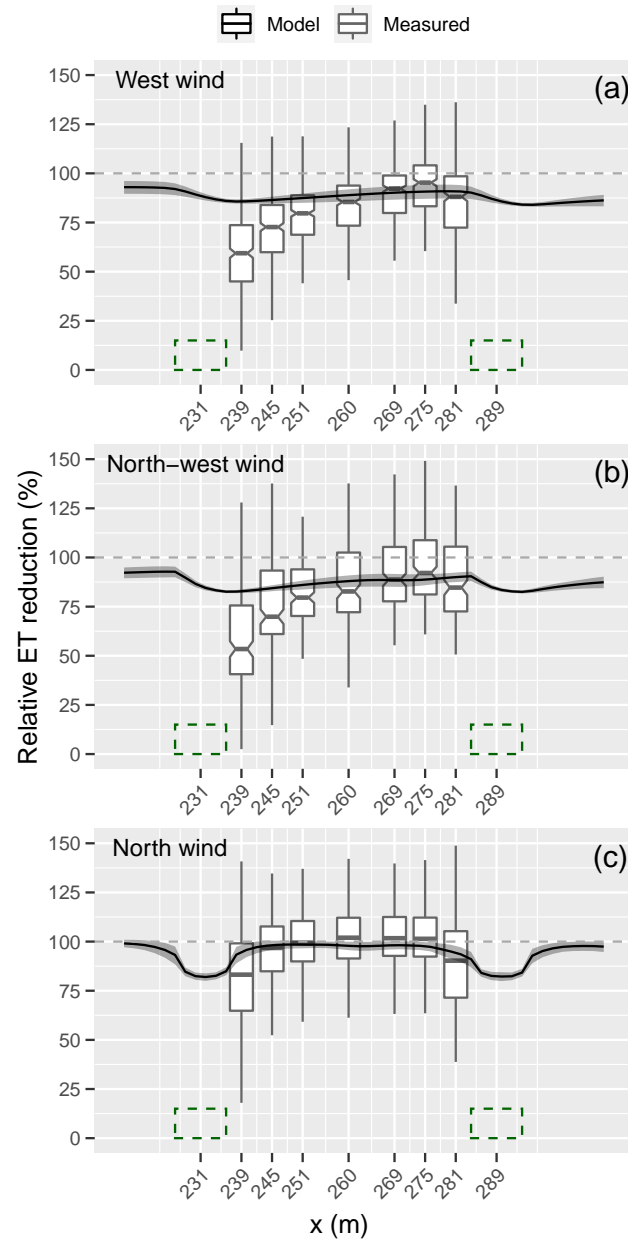 Model Measured
West wind (a)
150
125
100
75
50
25
0
231 239 245 251 260 269 275 281 289
North−west wind (b)
150
125
100
75
50
25
0
231 239 245 251 260 269 275 281 289
North wind (c)
150
125
100
75
50
25
0
231 239 245 251 260 269 275 281 289
Relative ET reduction (%)
x (m)